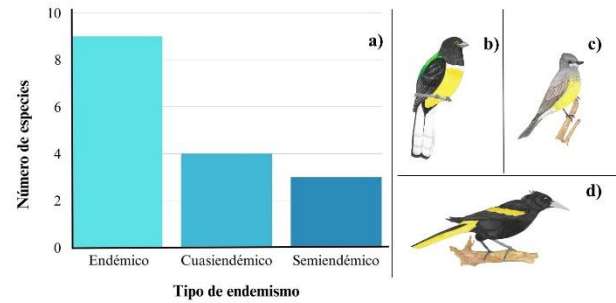 Número de especies
10
8
6
4
2
0
a)
Endémico Cuasiendémico Semiendémico
Tipo de endemismo
b)
c)
d)